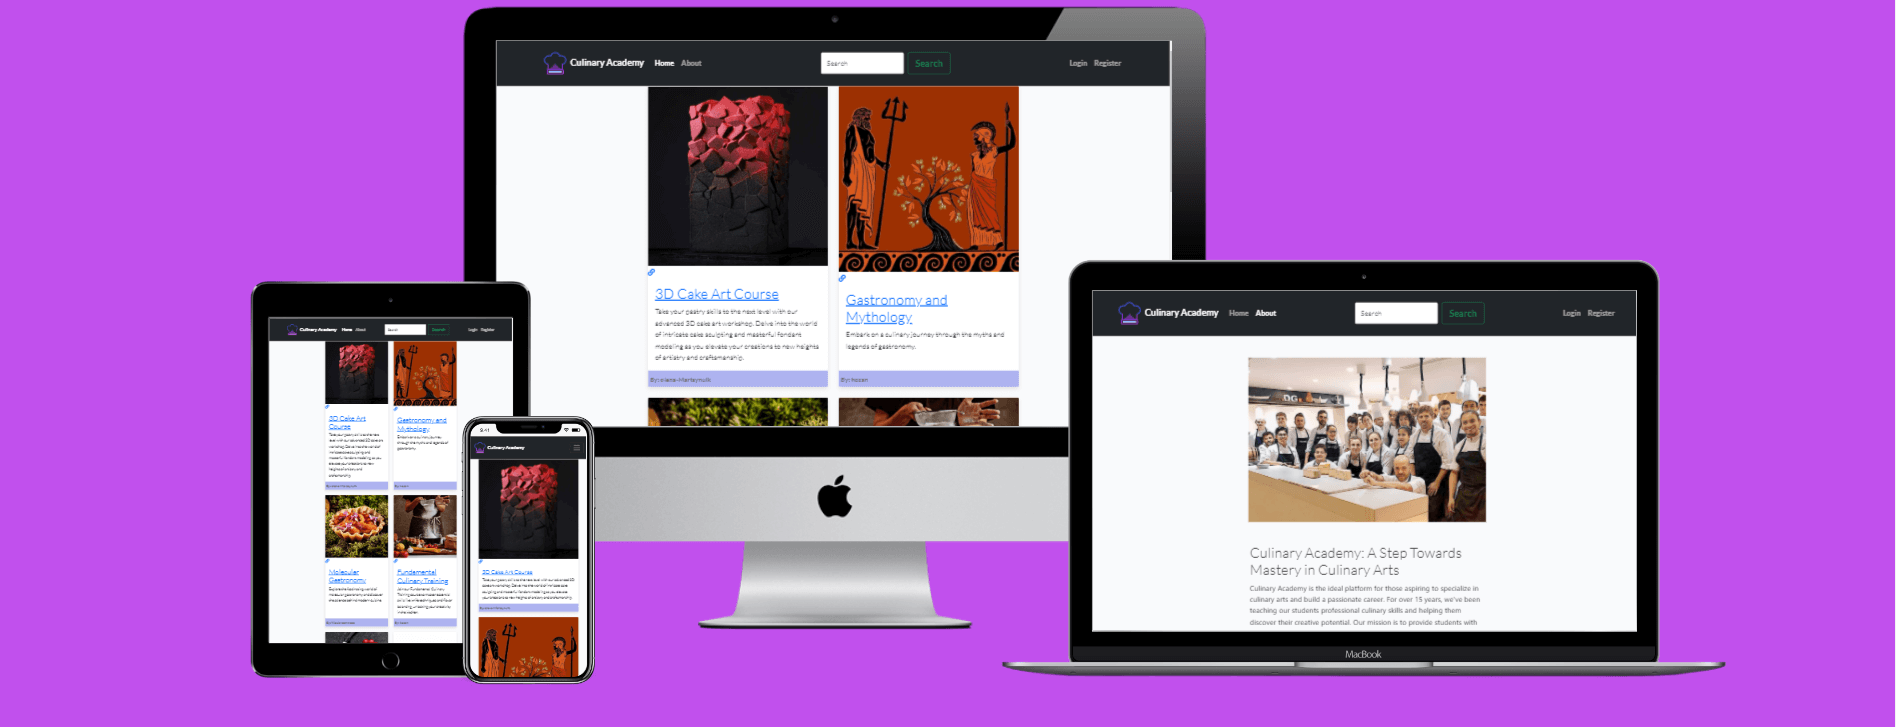 Culinary Academy Home About Search Search Login Register
3D Cake Art Course
Take your pastry skills to the next level with our
advanced 3D cake art workshop. Delve into the world
of intricate cake sculpting and masterful fondant
modeling as you elevate your creations to new heights
of artistry and craftsmanship.
Gastronomy and
Mythology
Embark on a culinary journey through the myths and
legends of gastronomy.
Culinary Academy Home About Search Search Login Register
3D Cake Art
Course
Gastronomy and
Mythology
Molecular
Gastronomy
Fundamental
Culinary Training
9:41
Culinary Academy
3D Cake Art Course
Culinary Academy Home About Search Search Login Register
DG
Culinary Academy: A Step Towards
Mastery in Culinary Arts
Culinary Academy is the ideal platform for those aspiring to specialize in
culinary arts and build a passionate career. For over 15 years, we've been
teaching our students professional culinary skills and helping them
discover their creative potential. Our mission is to provide students with
MacBook